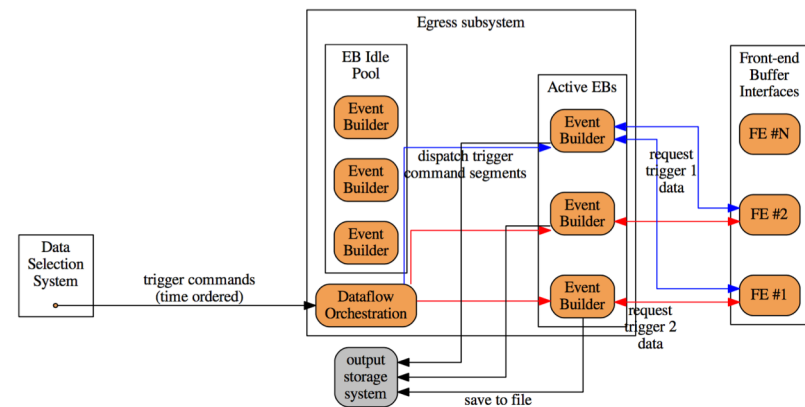 Egress subsystem
EB Idle
Pool
Event
Builder
Event
Builder
Event
Builder
Active EBs
Event
Builder
Event
Builder
Event
Builder
Front-end
Buffer
Interfaces
FE #N
FE #2
FE #1
dispatch trigger
command segments
request
trigger 1
data
request
trigger 2
data
Data
Selection
System
trigger commands
(time ordered)
Dataflow
Orchestration
output
storage
system
save to file